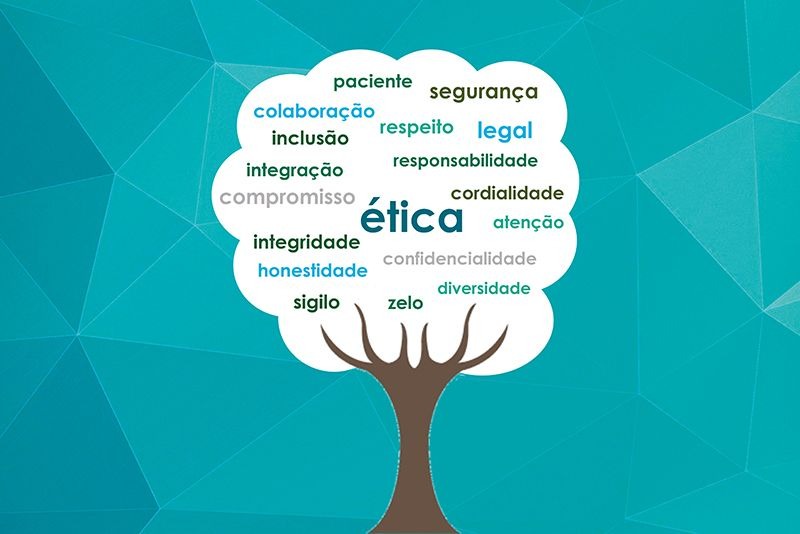 paciente
segurança
colaboração
respeito
legal
inclusão
responsabilidade
integração
compromisso
cordialidade
ética
atenção
integridade
confidencialidade
honestidade
diversidade
sigilo
zelo